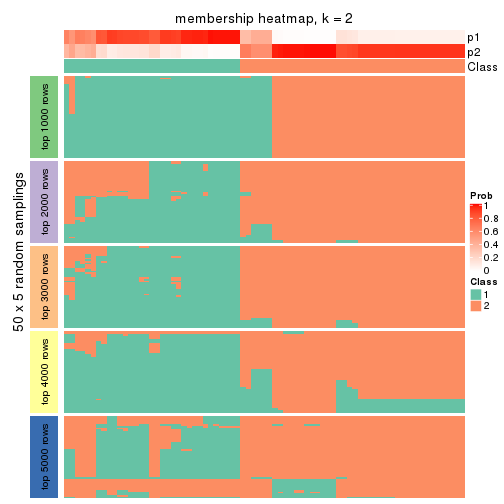 membership heatmap, k = 2
p1
p2
Class
50 x 5 random samplings
top 1000 rows
top 2000 rows
top 3000 rows
top 4000 rows
top 5000 rows
Prob
1
0.8
0.6
0.4
0.2
0
Class
1
2